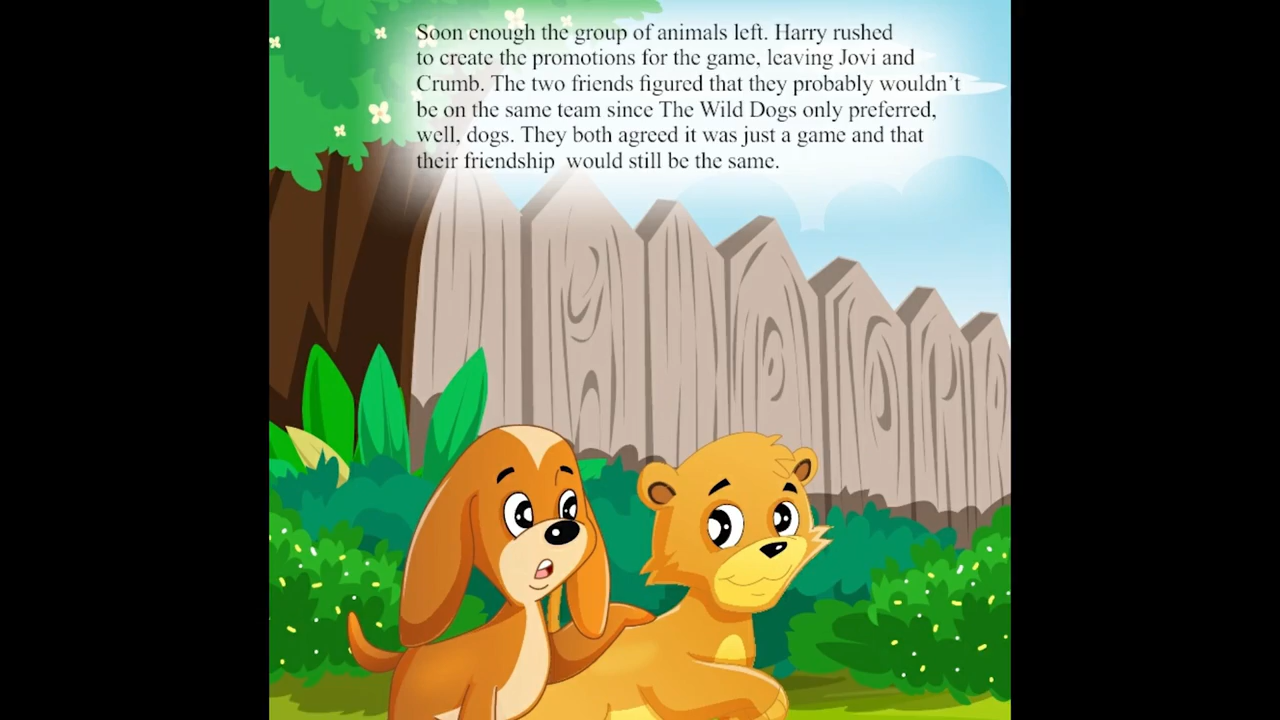 Soon enough the group of animals left. Harry rushed
to create the promotions for the game, leaving Jovi and
Crumb. The two friends figured that they probably wouldn’t
be on the same team since The Wild Dogs only preferred,
well, dogs. They both agreed it was just a game and that
their friendship  would still be the same.